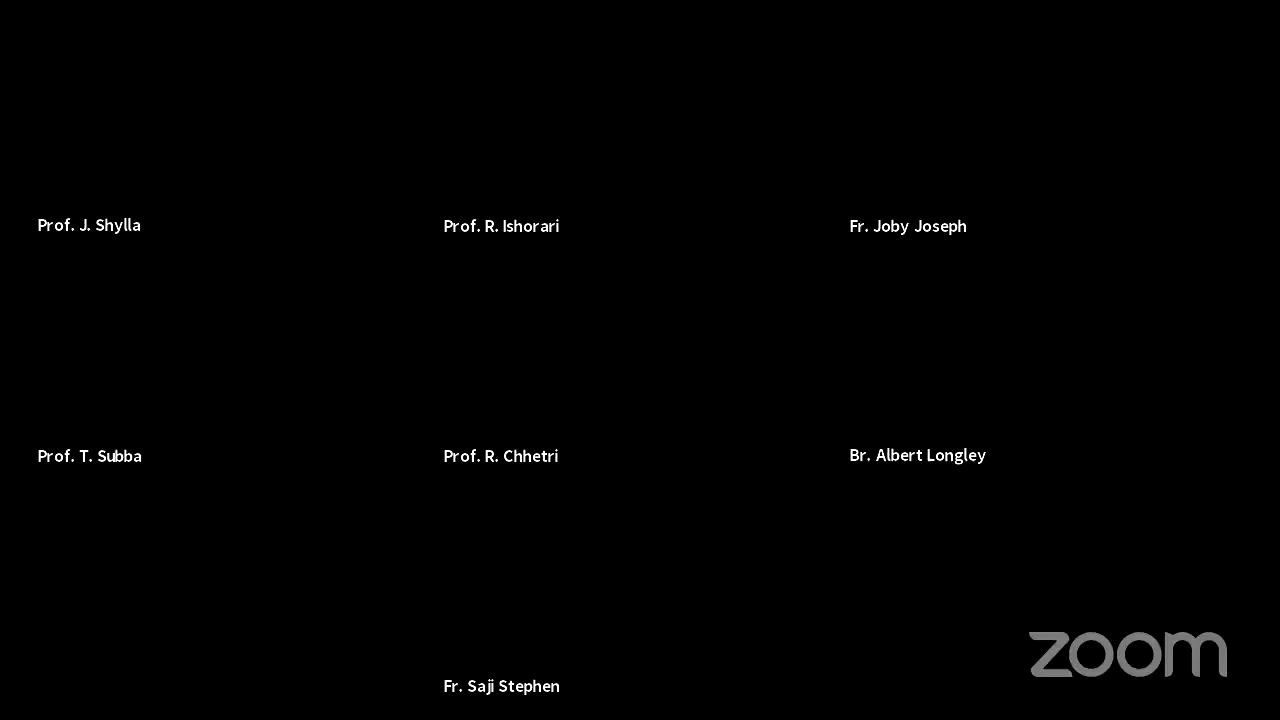 Prof. J. Shylla
Prof. R. Ishorari
Fr. Joby Joseph
Prof. T. Subba
Prof. R. Chhetri
Br. Albert Longley
Fr. Saji Stephen
zoom